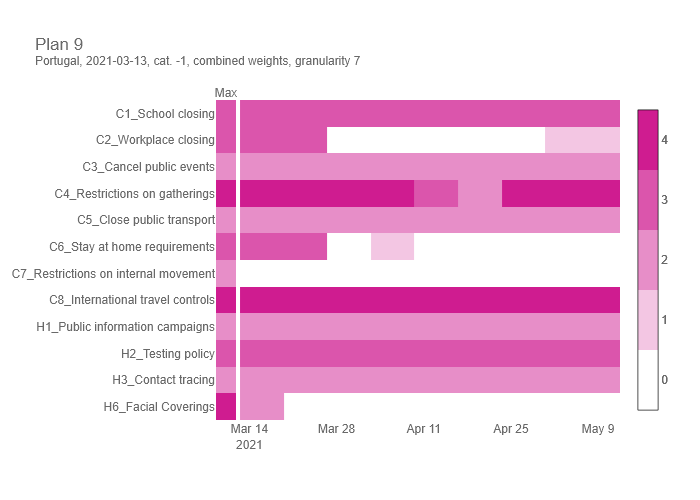 Plan 9
Portugal, 2021-03-13, cat. -1, combined weights, granularity 7
Max
C1_School closing
C2_Workplace closing
C3_Cancel public events
C4_Restrictions on gatherings
C5_Close public transport
C6_Stay at home requirements
C7_Restrictions on internal movement
C8_International travel controls
H1_Public information campaigns
H2_Testing policy
H3_Contact tracing
H6_Facial Coverings
4
3
2
1
0
Mar 14 Mar 28 Apr 11 Apr 25 May 9
2021